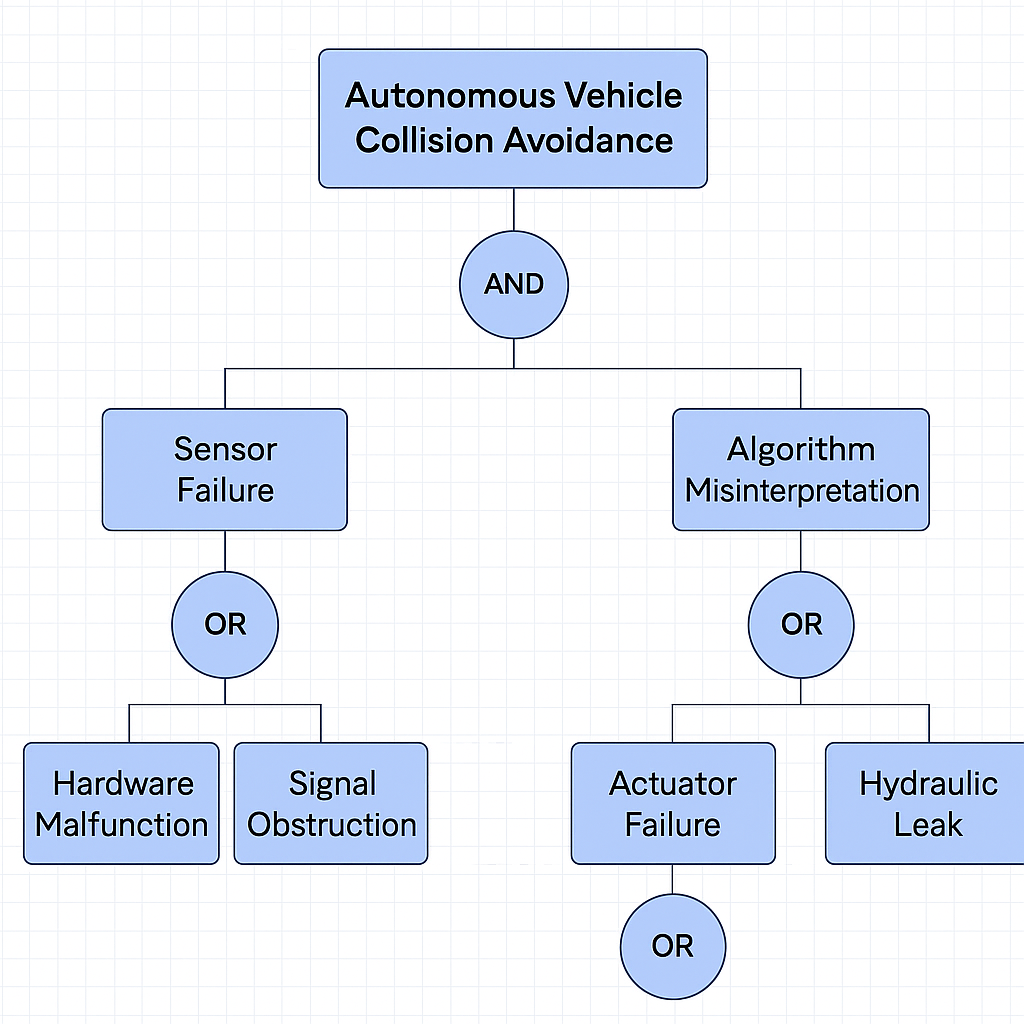 Autonomous Vehicle
Collision Avoidance
AND
Sensor
Failure
Algorithm
Misinterpretation
OR
OR
Hardware
Malfunction
Signal
Obstruction
Actuator
Failure
Hydraulic
Leak
OR